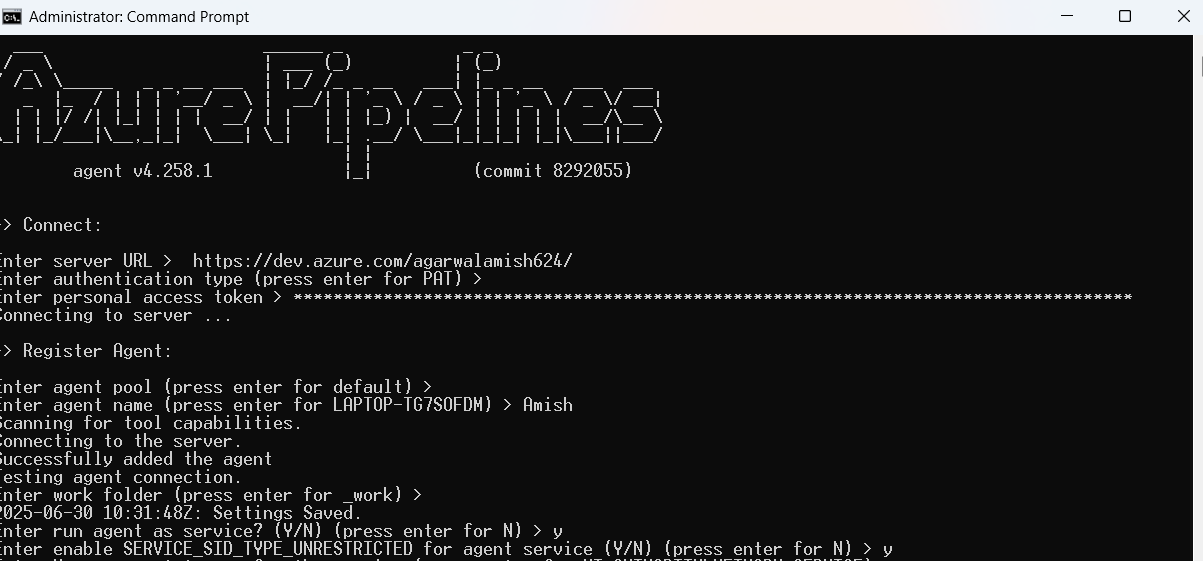 Administrator: Command Prompt
Azure Pipelines
agent v4.258.1 (commit 8292055)
> Connect:
Enter server URL > https://dev.azure.com/agarwalamish624/
Enter authentication type (press enter for PAT) >
Enter personal access token > ************************************************************************************
Connecting to server ...
> Register Agent:
Enter agent pool (press enter for default) >
Enter agent name (press enter for LAPTOP-TG7SOFDM) > Amish
Scanning for tool capabilities.
Connecting to the server.
Successfully added the agent
Testing agent connection.
Enter work folder (press enter for _work) >
2025-06-30 10:31:48Z: Settings Saved.
Enter run agent as service? (Y/N) (press enter for N) > y
Enter enable SERVICE_SID_TYPE_UNRESTRICTED for agent service (Y/N) (press enter for N) > y